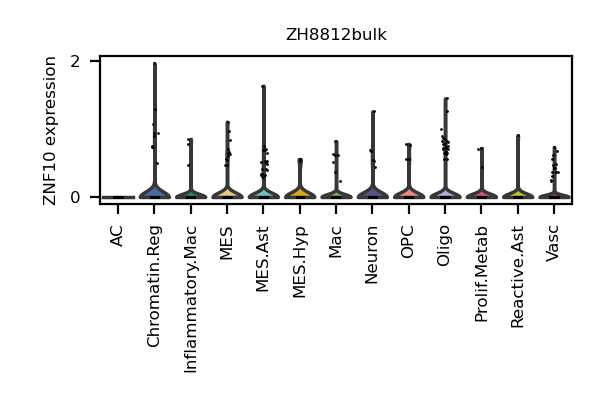 ZH8812bulk
ZNF10 expression
2
0
AC
Chromatin.Reg
Inflammatory.Mac
MES
MES.Ast
MES.Hyp
Mac
Neuron
OPC
Oligo
Prolif.Metab
Reactive.Ast
Vasc